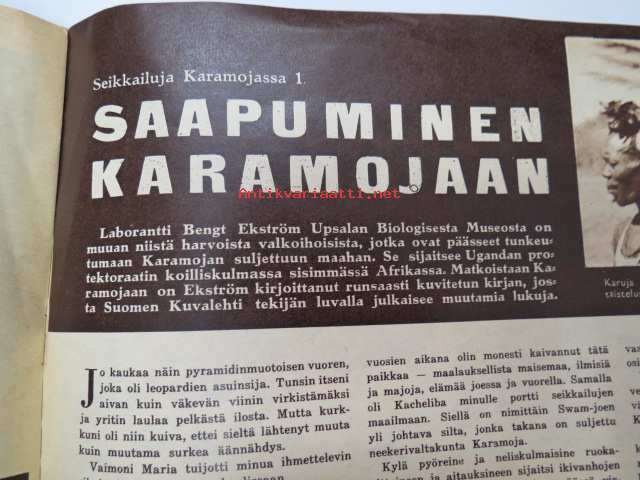 Seikkailuja Karamojassa 1.
SAAPUMINEN
KARAMOJAAN
Antikvariaatti.net
Laborantti Bengt Ekström Upsalan Biologisesta Museosta on
muuan niistä harvoista valkoihoisista, jotka ovat päässeet tunkeu-
tumaan Karamojan suljettuun maahan. Se sijaitsee Ugandan pro-
tektoraatin koilliskulmassa sisimmässä Afrikassa. Matkoistaan Ka-
ramojaan on Ekström kirjoittanut runsaasti kuvitetun kirjan, jos-
ta Suomen Kuvalehti tekijän luvalla julkaisee muutamia lukuja.
Karuja
taistelu
Jo kaukaa näin pyramidinmuotoisen vuoren,
joka oli leopardien asuinsija. Tunsin itseni
aivan kuin väkevän viinin virkistämäksi
ja yritin laulaa pelkästä ilosta. Mutta kurk-
kuni oli niin kuiva, ettei sieltä lähtenyt muuta
kuin muutama surkea äännähdys.
Vaimoni Maria tuijotti minua ihmettelevin
vuosien aikana olin monesti kaivannut tätä
paikkaa — maalauksellista maisemaa, ilmisiä
ja majoja, elämää joessa ja vuorella. Samalla
oli Kacheliba minulle portti seikkailujen
maailmaan. Siellä on nimittäin Swam-joen
yli johtava silta, jonka takana on suljettu
neekerivaltakunta Karamoja.
Kylä pyöreine ja neliskulmaisine ruoka-
ja aitauksineen sijaitsi ikivanhojen